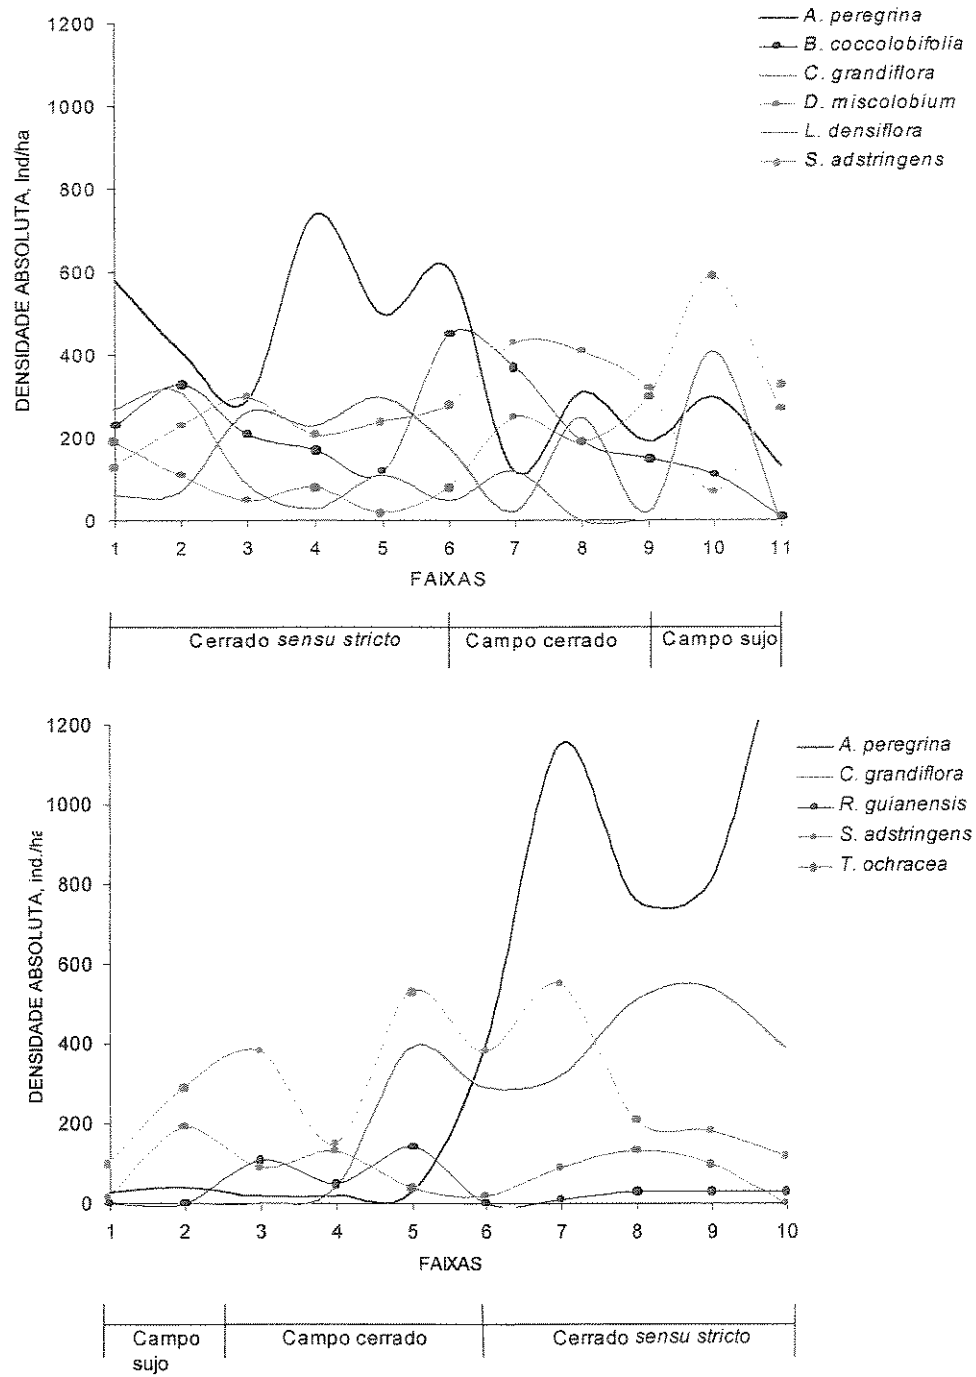 1200
1000
800
600
400
200
0
DENSIDADE ABSOLUTA, Ind/ha
A. peregrina
B. coccolobifolia
C. grandiflora
D. miscolobium
L. densiflora
S. adstringens
1 2 3 4 5 6 7 8 9 10 11
FAIXAS
Cerrado sensu stricto Campo cerrado Campo sujo
1200
1000
800
600
400
200
0
DENSIDADE ABSOLUTA, ind./ha
A. peregrina
C. grandiflora
R. guianensis
S. adstringens
T. ochracea
1 2 3 4 5 6 7 8 9 10
FAIXAS
Campo sujo Campo cerrado Cerrado sensu stricto